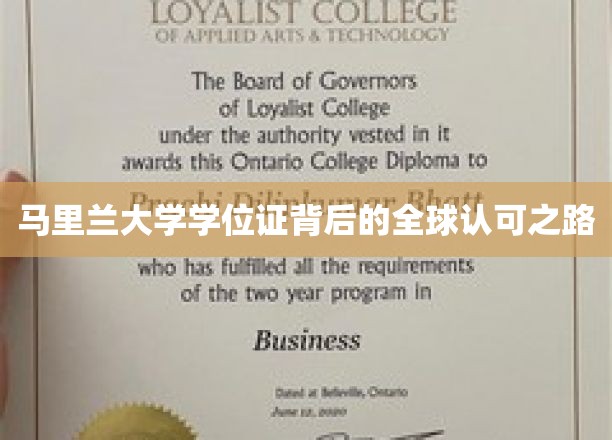 LOYALIST COLLEGE
OF APPLIED ARTS & TECHNOLOGY
The Board of Governors
of Loyalist College
under the authority vested in it
awards this Ontario College Diploma to
Prachi Dilipkumar Bhatt
马里兰大学学位证背后的全球认可之路
who has fulfilled all the requirements
of the two year program in
Business
Dated at Belleville, Ontario
June 12, 2020